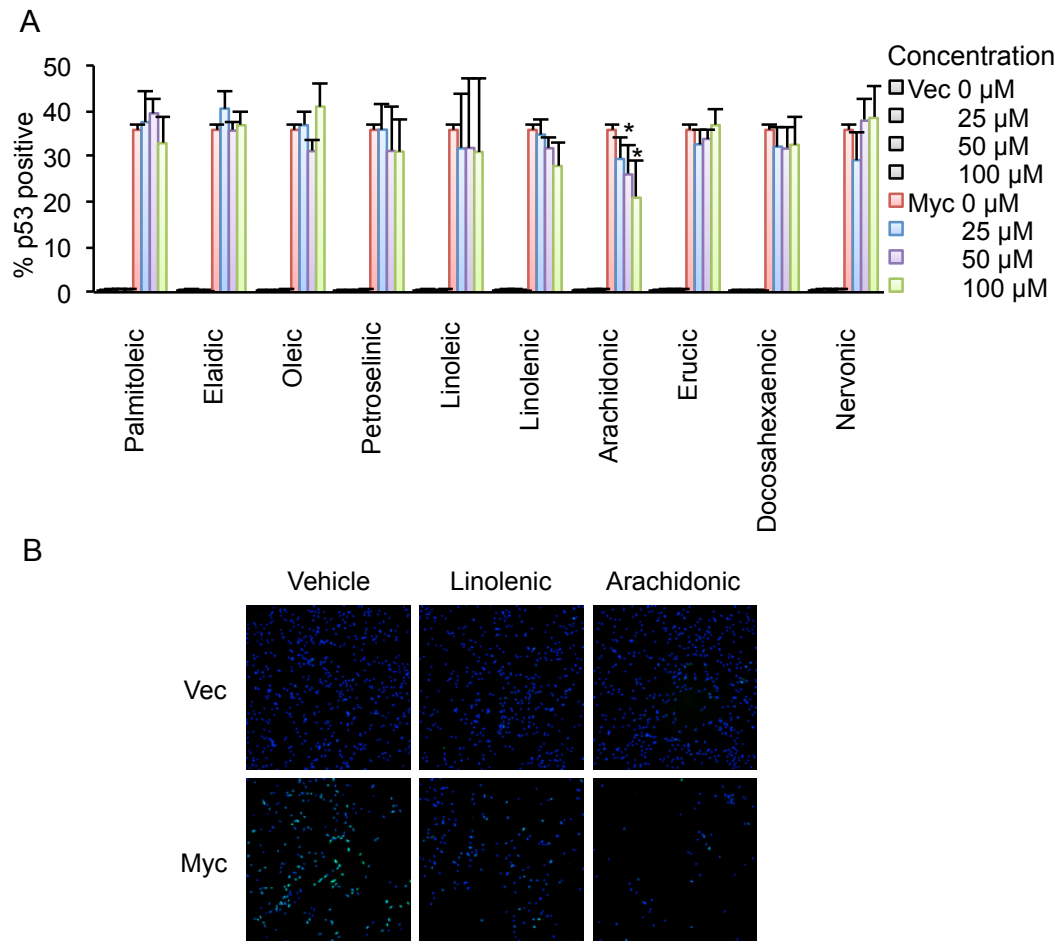 A
% p53 positive
50
40
30
20
10
0
* *
Concentration
Vec 0 µM
25 µM
50 µM
100 µM
Myc 0 µM
25 µM
50 µM
100 µM
Palmitoleic
Elaidic
Oleic
Petroselinic
Linoleic
Linolenic
Arachidonic
Erucic
Docosahexaenoic
Nervonic
B
Vehicle Linolenic Arachidonic
Vec
Myc